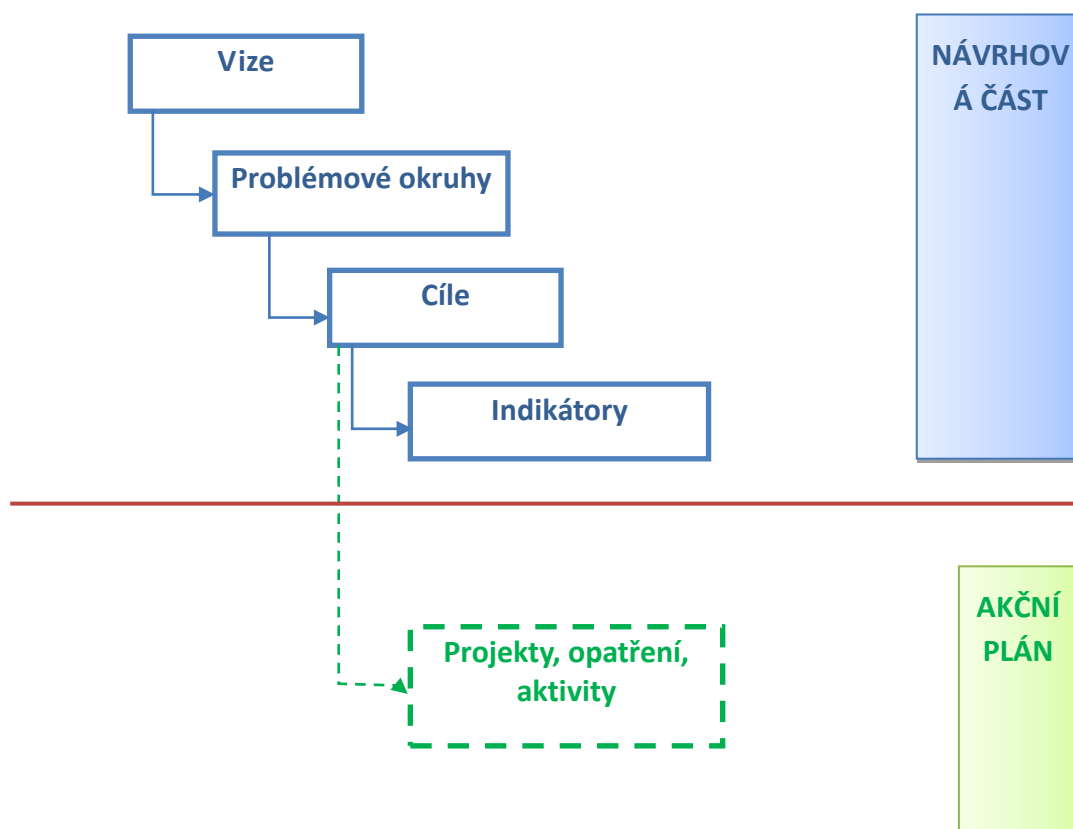 Vize
NÁVRHOV
Á ČÁST
Problémové okruhy
Cíle
Indikátory
AKČNÍ
PLÁN
Projekty, opatření,
aktivity